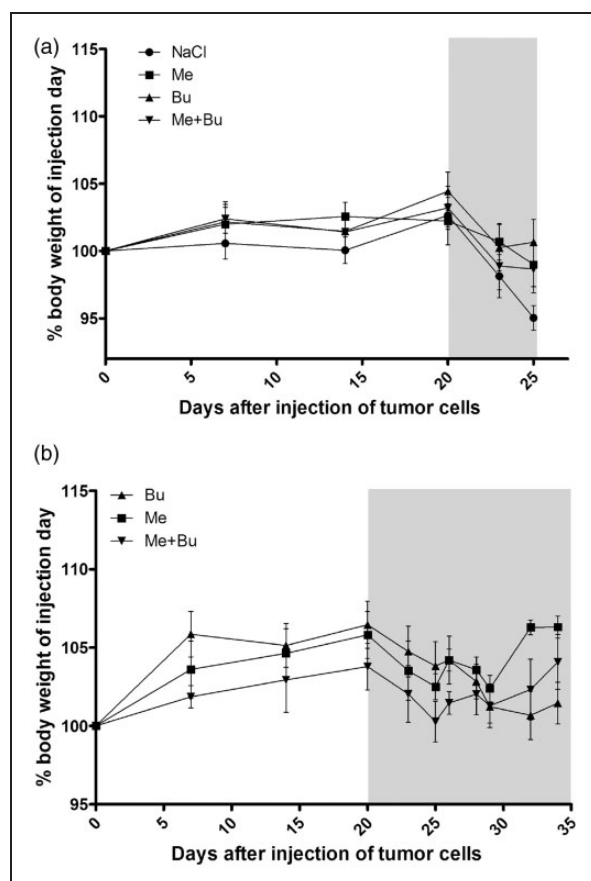 (a)
NaCl
Me
Bu
Me+Bu
115
110
105
100
95
% body weight of injection day
0 5 10 15 20 25
Days after injection of tumor cells
(b)
Bu
Me
Me+Bu
115
110
105
100
95
% body weight of injection day
0 5 10 15 20 25 30 35
Days after injection of tumor cells